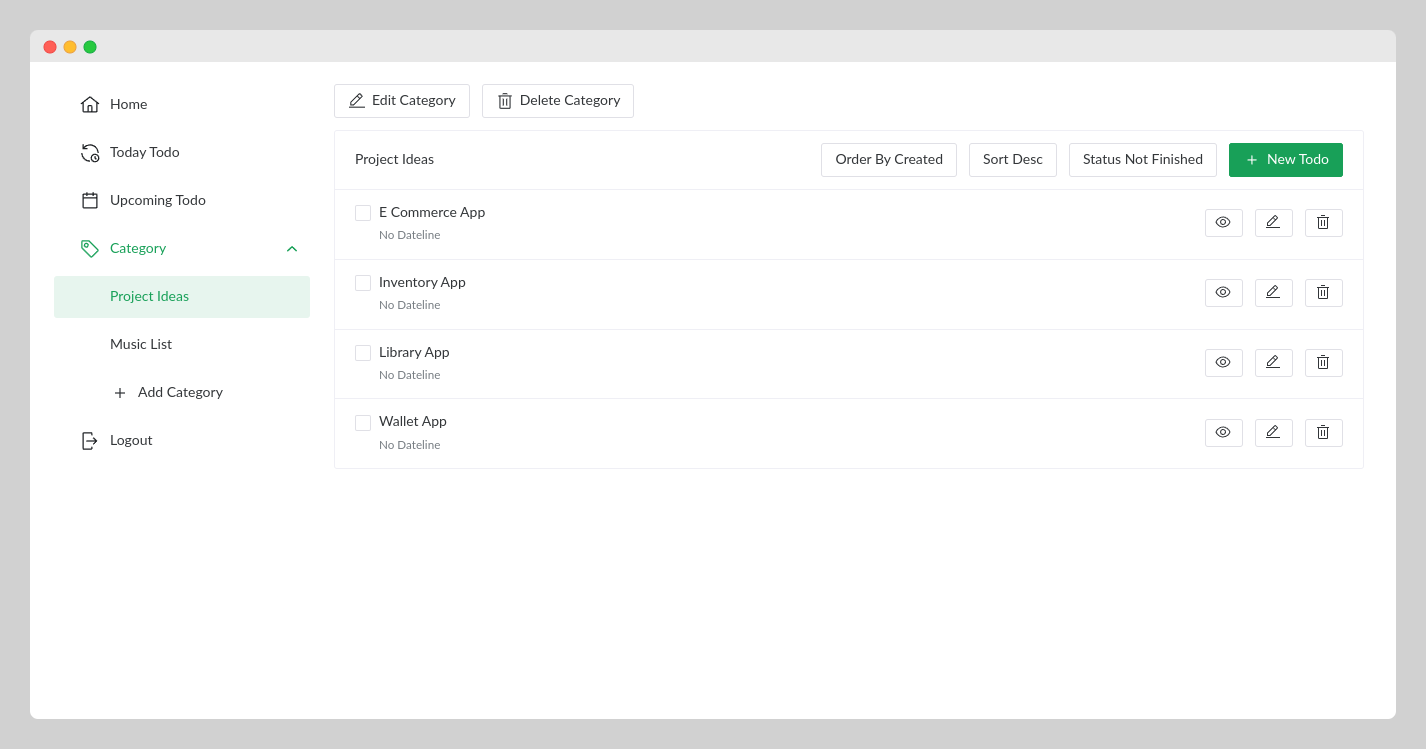 Home
Today Todo
Upcoming Todo
Category
Project Ideas
Music List
Add Category
Logout
Edit Category
Delete Category
Project Ideas
Order By Created
Sort Desc
Status Not Finished
New Todo
E Commerce App
No Dateline
Inventory App
No Dateline
Library App
No Dateline
Wallet App
No Dateline